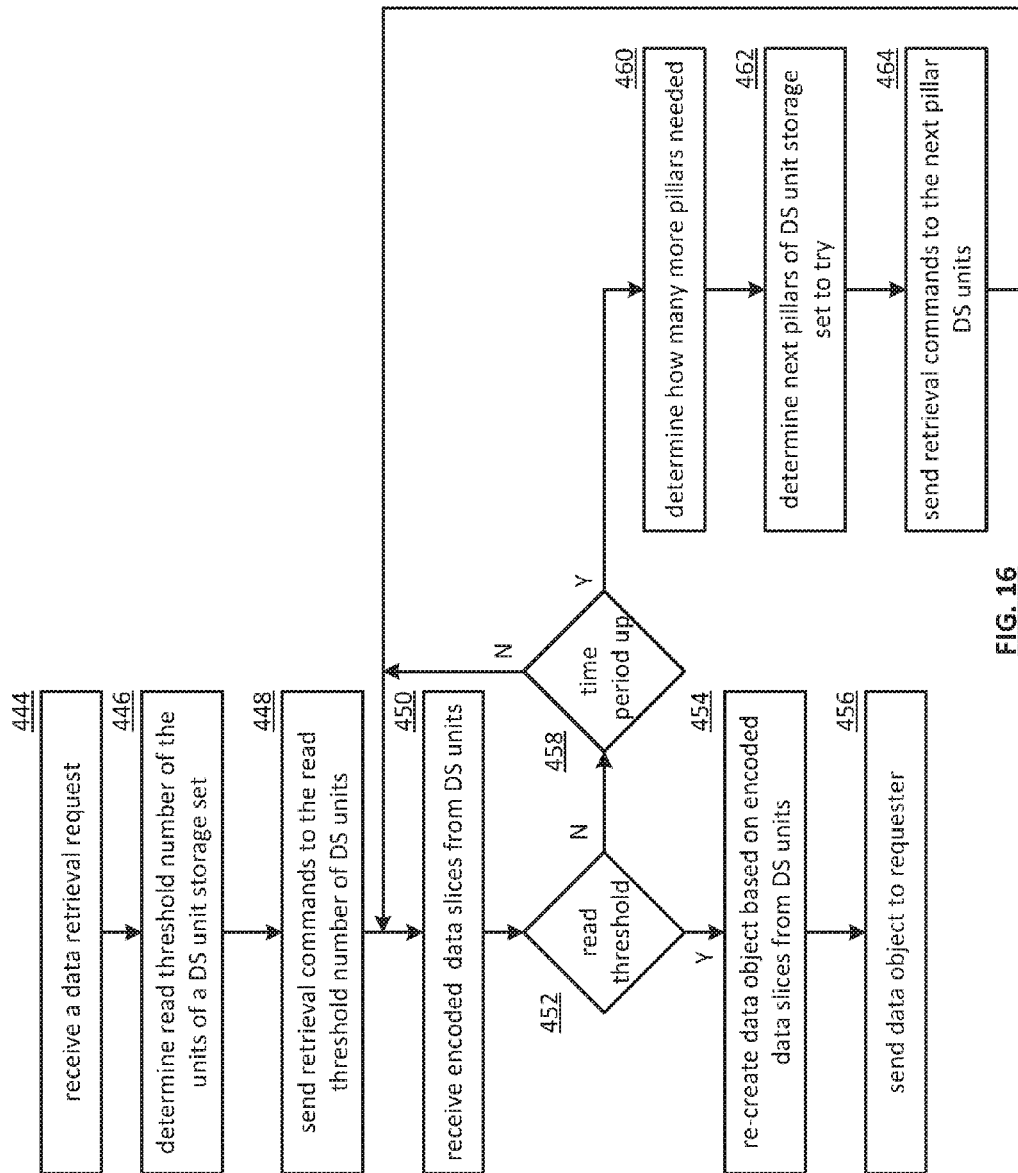 444
receive a data retrieval request
446
determine read threshold number of the
units of a DS unit storage set
448
send retrieval commands to the read
threshold number of DS units
450
receive encoded data slices from DS units
452
read
threshold
N
Y
458
time
period up
N
Y
454
re-create data object based on encoded
data slices from DS units
456
send data object to requester
460
determine how many more pillars needed
462
determine next pillars of DS unit storage
set to try
464
send retrieval commands to the next pillar
DS units
FIG. 16